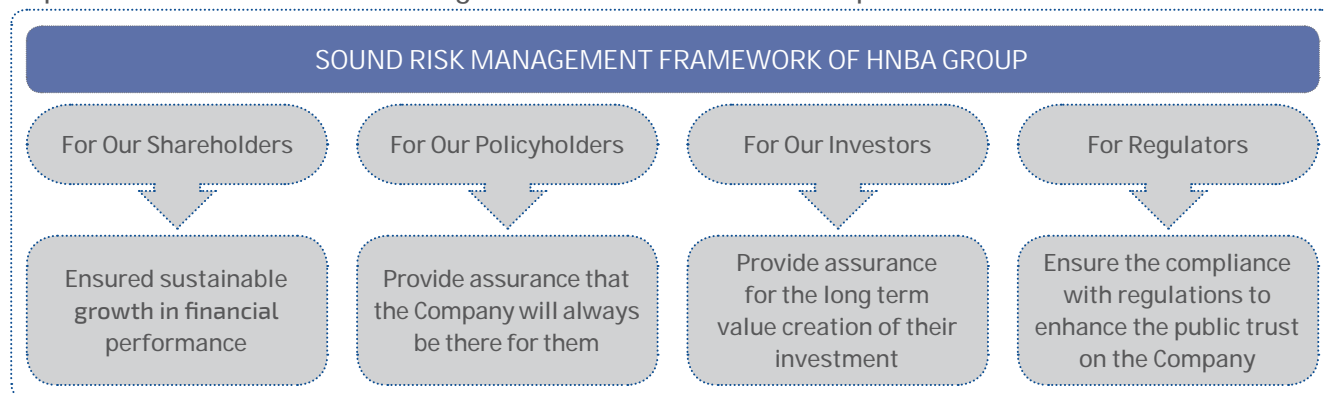 SOUND RISK MANAGEMENT FRAMEWORK OF HNBA GROUP
For Our Shareholders
Ensured sustainable
growth in financial
performance
For Our Policyholders
Provide assurance that
the Company will always
be there for them
For Our Investors
Provide assurance
for the long term
value creation of their
investment
For Regulators
Ensure the compliance
with regulations to
enhance the public trust
on the Company